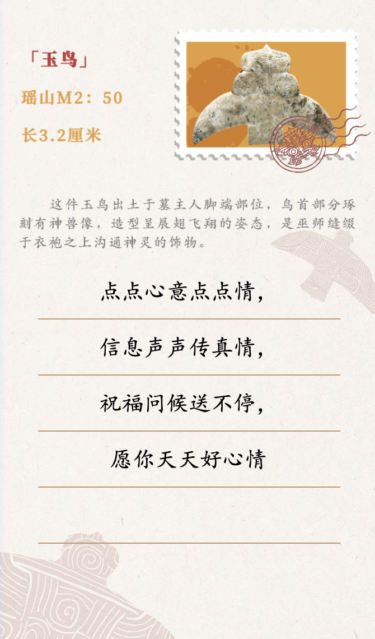 「玉鸟」
瑶山M2：50
长3.2厘米
这件玉鸟出土于墓主人脚端部位，鸟首部分琢
刻有神兽像，造型呈展翅飞翔的姿态，是巫师缝缀
于衣袍之上沟通神灵的饰物。
点点心意点点情，
信息声声传真情，
祝福问候送不停，
愿你天天好心情